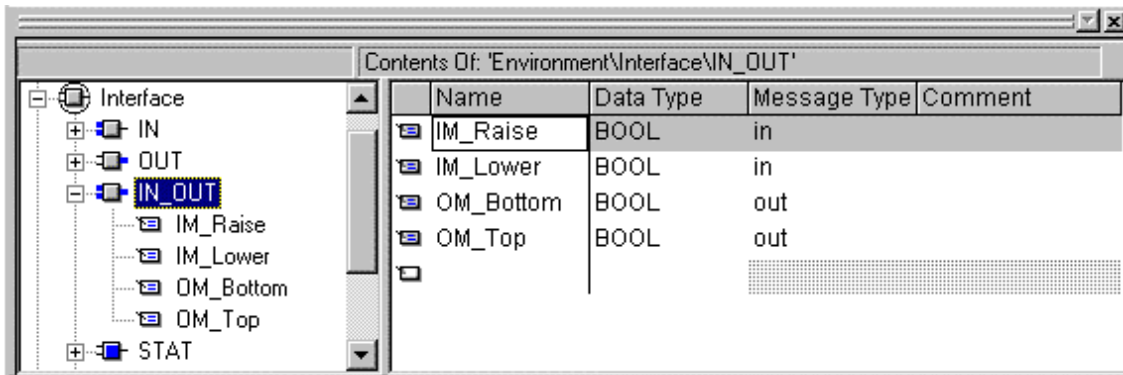 Contents Of: 'Environment\Interface\IN_OUT'
Interface
IN
OUT
IN_OUT
IM_Raise
IM_Lower
OM_Bottom
OM_Top
STAT
Name Data Type Message Type Comment
IM_Raise BOOL in
IM_Lower BOOL in
OM_Bottom BOOL out
OM_Top BOOL out